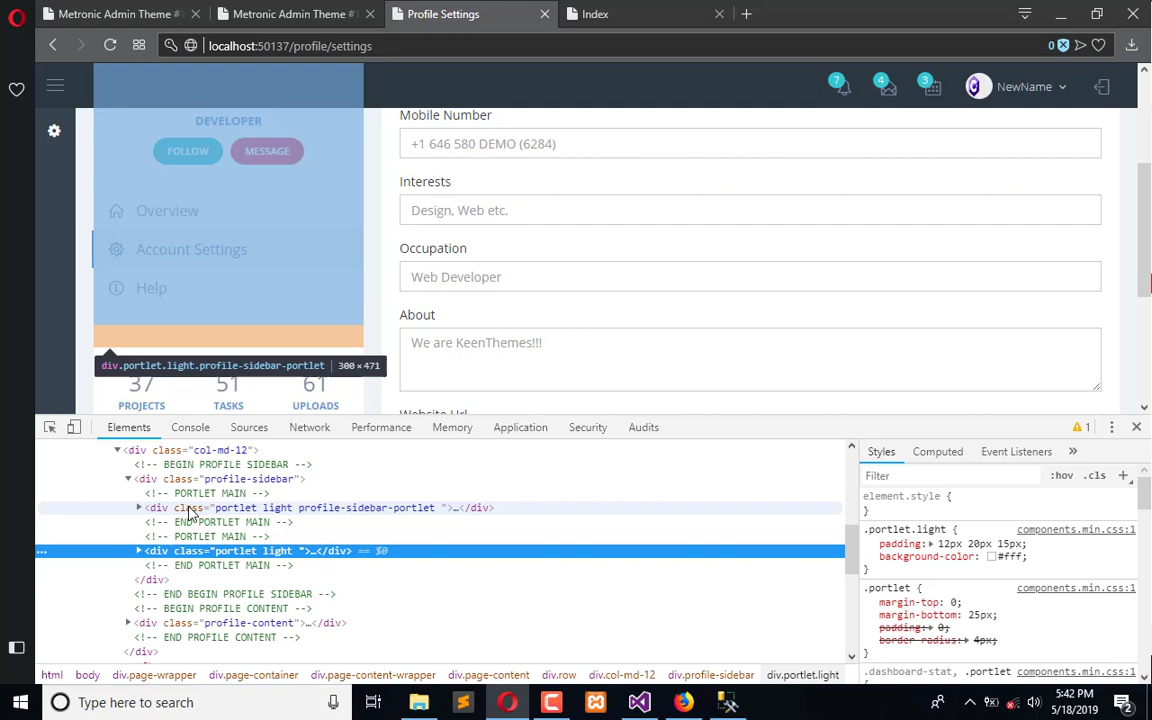 Metronic Admin Theme #
Metronic Admin Theme #
Profile Settings
Index
localhost:50137/profile/settings
0
7
4
3
NewName
DEVELOPER
FOLLOW
MESSAGE
Overview
Account Settings
Help
Mobile Number
+1 646 580 DEMO (6284)
Interests
Design, Web etc.
Occupation
Web Developer
About
We are KeenThemes!!!
div.portlet.light.profile-sidebar-portlet 300×471
37 51 61
PROJECTS TASKS UPLOADS
Elements Console Sources Network Performance Memory Application Security Audits
1
<div class="col-md-12">
<!-- BEGIN PROFILE SIDEBAR -->
<div class="profile-sidebar">
<!-- PORTLET MAIN -->
<div class="portlet light profile-sidebar-portlet ">…</div>
<!-- END PORTLET MAIN -->
<!-- PORTLET MAIN -->
<div class="portlet light ">…</div> == $0
<!-- END PORTLET MAIN -->
</div>
<!-- END PROFILE SIDEBAR -->
<!-- BEGIN PROFILE CONTENT -->
<div class="profile-content">…</div>
<!-- END PROFILE CONTENT -->
</div>
Styles Computed Event Listeners
Filter :hov .cls
element.style {
}
.portlet.light { components.min.css:1
padding: 12px 20px 15px;
background-color: #fff;
}
.portlet { components.min.css:1
margin-top: 0;
margin-bottom: 25px;
padding: 0;
border-radius: 4px;
}
.dashboard-stat, .portlet components.min.css:1
html body div.page-wrapper div.page-container div.page-content-wrapper div.page-content div.row div.col-md-12 div.profile-sidebar div.portlet.light
Type here to search
5:42 PM
5/18/2019
2